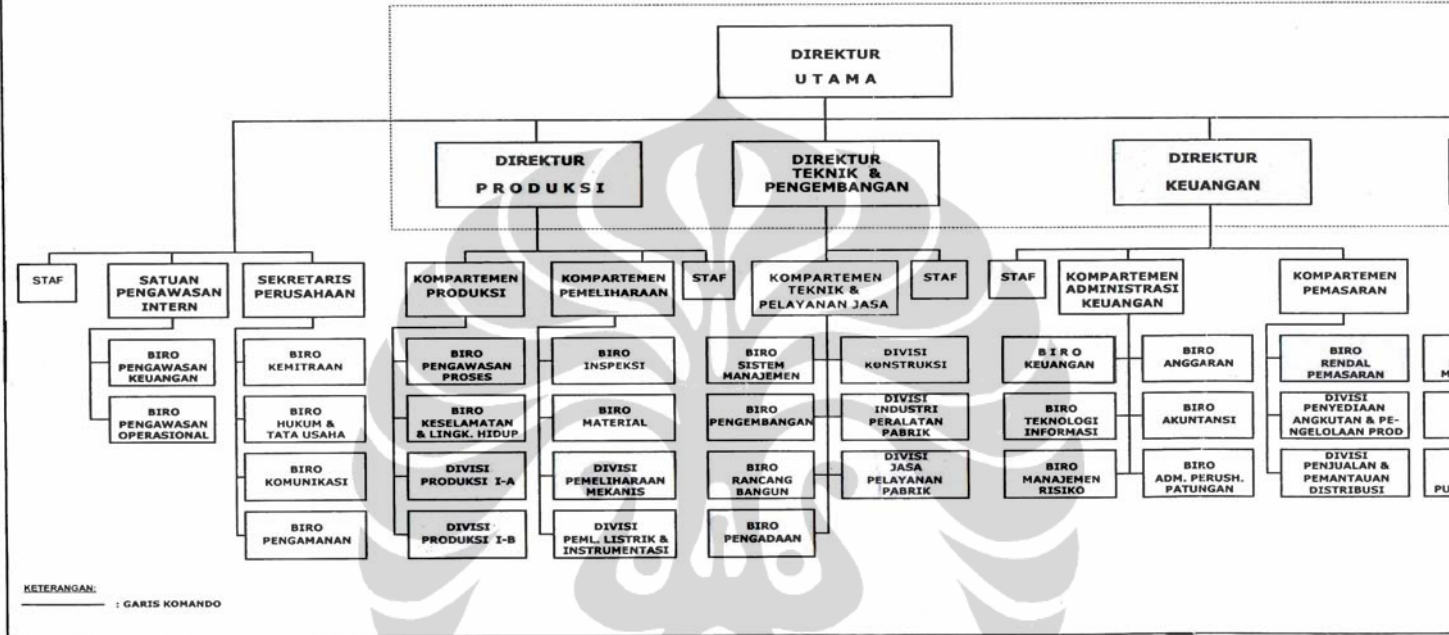 DIREKTUR
UTAMA
DIREKTUR
PRODUKSI
DIREKTUR
TEKNIK &
PENGEMBANGAN
DIREKTUR
KEUANGAN
STAF
SATUAN
PENGAWASAN
INTERN
SEKRETARIS
PERUSAHAAN
KOMPARTEMEN
PRODUKSI
KOMPARTEMEN
PEMELIHARAAN
STAF
KOMPARTEMEN
TEKNIK &
PELAYANAN JASA
STAF
STAF
KOMPARTEMEN
ADMINISTRASI
KEUANGAN
KOMPARTEMEN
PEMASARAN
BIRO
PENGAWASAN
KEUANGAN
BIRO
KEMITRAAN
BIRO
PENGAWASAN
PROSES
BIRO
INSPEKSI
BIRO
SISTEM
MANAJEMEN
DIVISI
KONSTRUKSI
BIRO
KEUANGAN
BIRO
ANGGARAN
BIRO
RENDAL
PEMASARAN
M
BIRO
PENGAWASAN
OPERASIONAL
BIRO
HUKUM &
TATA USAHA
BIRO
KESELAMATAN
& LINGK. HIDUP
BIRO
MATERIAL
BIRO
PENGEMBANGAN
DIVISI
INDUSTRI
PERALATAN
PABRIK
BIRO
TEKNOLOGI
INFORMASI
BIRO
AKUNTANSI
DIVISI
PENYEDIAAN
ANGKUTAN & PE-
NGELOLAAN PROD
BIRO
KOMUNIKASI
DIVISI
PRODUKSI I-A
DIVISI
PEMELIHARAAN
MEKANIS
BIRO
RANCANG
BANGUN
DIVISI
JASA
PELAYANAN
PABRIK
BIRO
MANAJEMEN
RISIKO
BIRO
ADM. PERUSH.
PATUNGAN
DIVISI
PENJUALAN &
PEMANTAUAN
DISTRIBUSI
PU
BIRO
PENGAMANAN
DIVISI
PRODUKSI I-B
DIVISI
PEML. LISTRIK &
INSTRUMENTASI
BIRO
PENGADAAN
KETERANGAN:
: GARIS KOMANDO